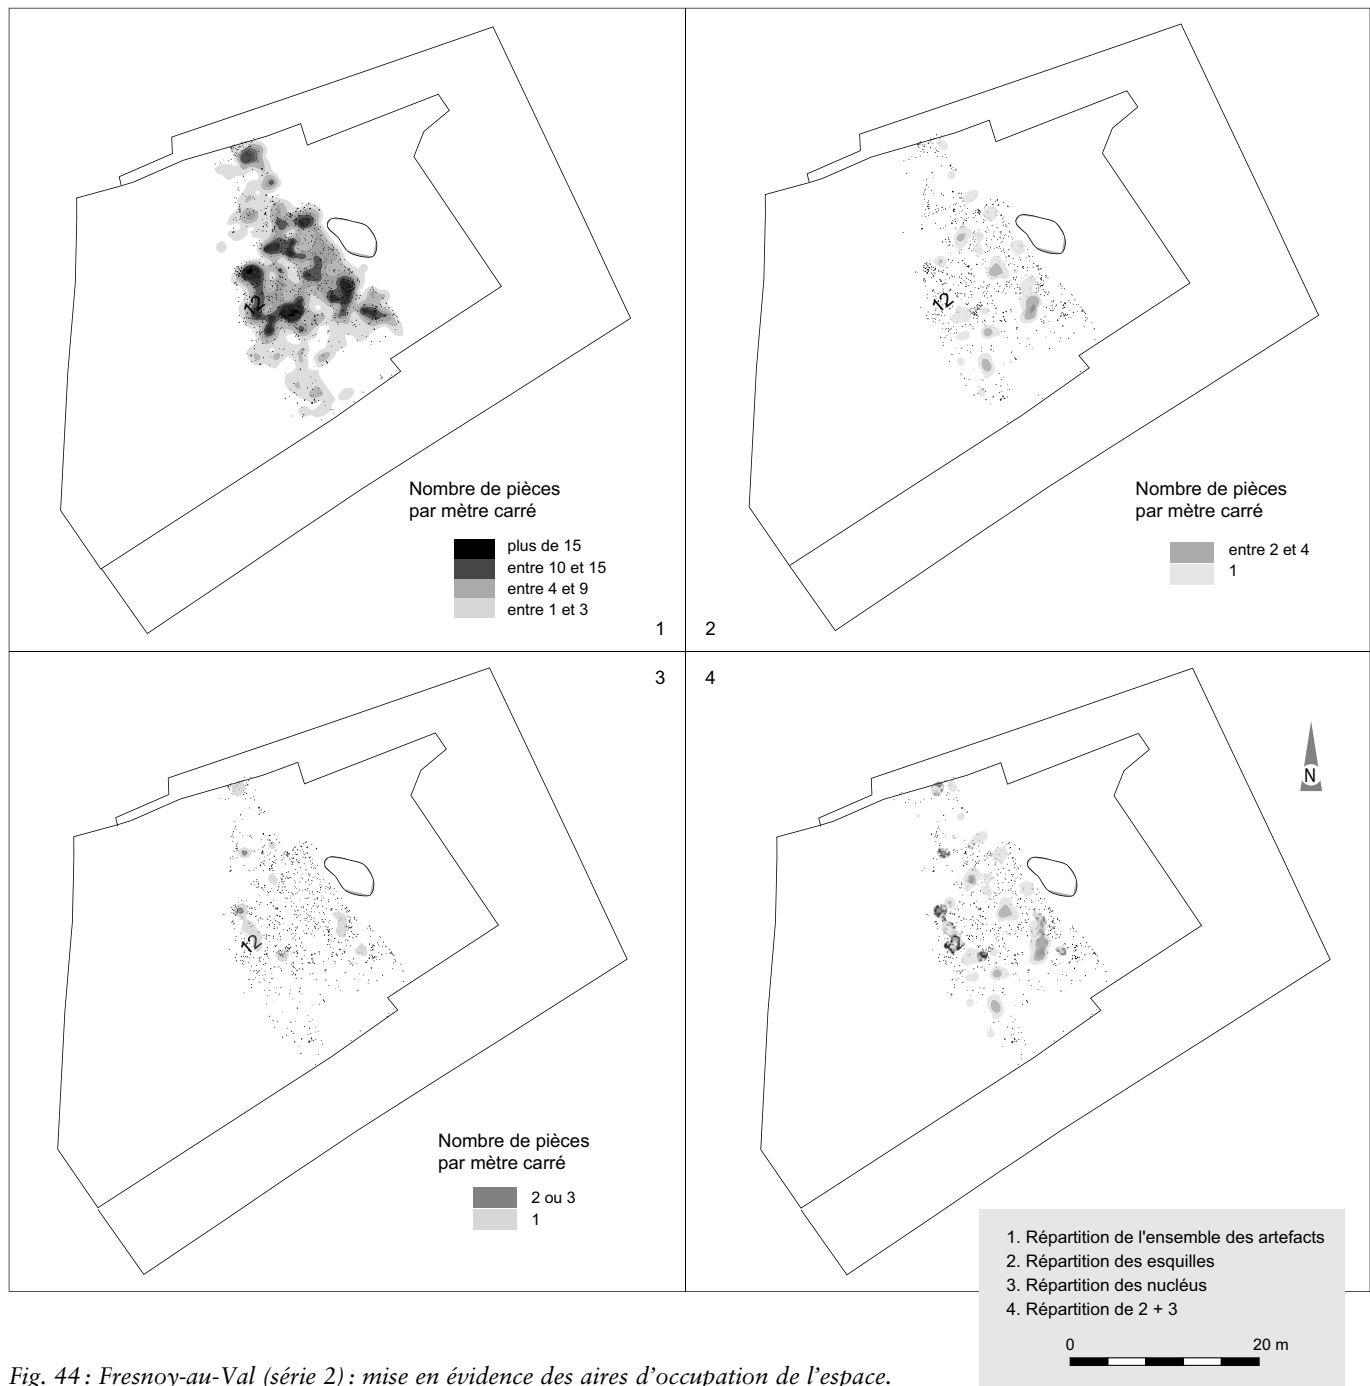 12
Nombre de pièces
par mètre carré
plus de 15
entre 10 et 15
entre 4 et 9
entre 1 et 3
1
12
Nombre de pièces
par mètre carré
entre 2 et 4
1
2
3
12
Nombre de pièces
par mètre carré
2 ou 3
1
4
N
12
1. Répartition de l'ensemble des artefacts
2. Répartition des esquilles
3. Répartition des nucléus
4. Répartition de 2 + 3
0 20 m
Fig. 44 : Fresnoy-au-Val (série 2) : mise en évidence des aires d'occupation de l'espace.